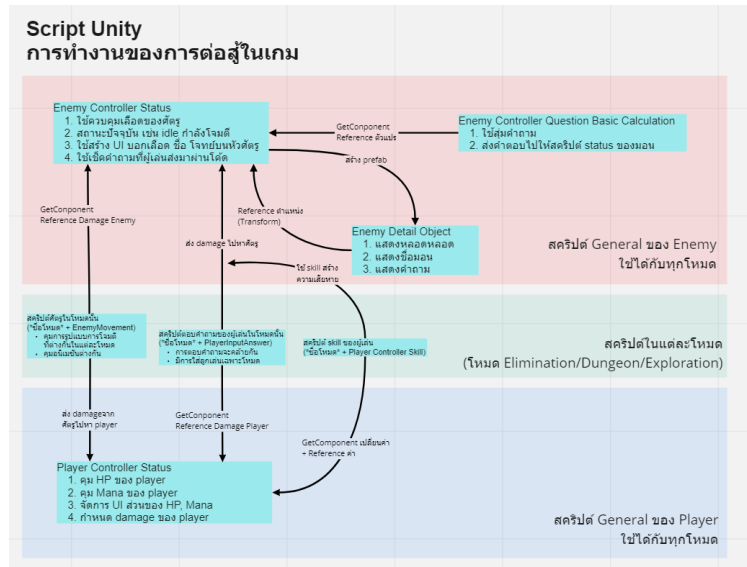 Script Unity
การทำงานของการต่อสู้ในเกม
Enemy Controller Status
1. ใช้ควบคุมเลือดของศัตรู
2. สถานะปัจจุบัน เช่น idle กำลังโจมตี
3. ใช้สร้าง UI บอกเลือด ชื่อ โจทย์บนหัวศัตรู
4. ใช้เช็คคำถามที่ผู้เล่นส่งมาผ่านโค้ด
GetConponent
Reference ตัวแปร
Enemy Controller Question Basic Calculation
1. ใช้สุ่มคำถาม
2. ส่งคำตอบไปให้สคริปต์ status ของมอน
สร้าง prefab
GetConponent
Reference Damage Enemy
Reference ตำแหน่ง
(Transform)
ส่ง damage ไปหาศัตรู
Enemy Detail Object
1. แสดงหลอดหลอด
2. แสดงชื่อมอน
3. แสดงคำถาม
ใช้ skill สร้าง
ความเสียหาย
สคริปต์ General ของ Enemy
ใช้ได้กับทุกโหมด
สคริปต์ศัตรูในโหมดนั้น
("ชื่อโหมด" + EnemyMovement)
• คุมการรูปแบบการโจมตี
ที่ต่างกันในแต่ละโหมด
• คุมอนิเมชันต่างกัน
สคริปต์ตอบคำถามของผู้เล่นในโหมดนั้น
("ชื่อโหมด" + PlayerInputAnswer)
• การตอบคำถามจะคล้ายกัน
• มีการใส่ลูกเล่นเฉพาะโหมด
สคริปต์ skill ของผู้เล่น
("ชื่อโหมด" + Player Controller Skill)
สคริปต์ในแต่ละโหมด
(โหมด Elimination/Dungeon/Exploration)
ส่ง damageจาก
ศัตรูไปหา player
GetConponent
Reference Damage Player
GetComponent เปลี่ยนค่า
+ Reference ค่า
Player Controller Status
1. คุม HP ของ player
2. คุม Mana ของ player
3. จัดการ UI ส่วนของ HP, Mana
4. กำหนด damage ของ player
สคริปต์ General ของ Player
ใช้ได้กับทุกโหมด